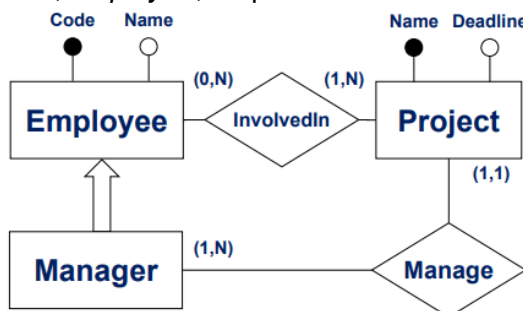 Code Name
Name Deadline
(0,N) (1,N)
Employee
InvolvedIn
Project
(1,1)
(1,N)
Manager
Manage